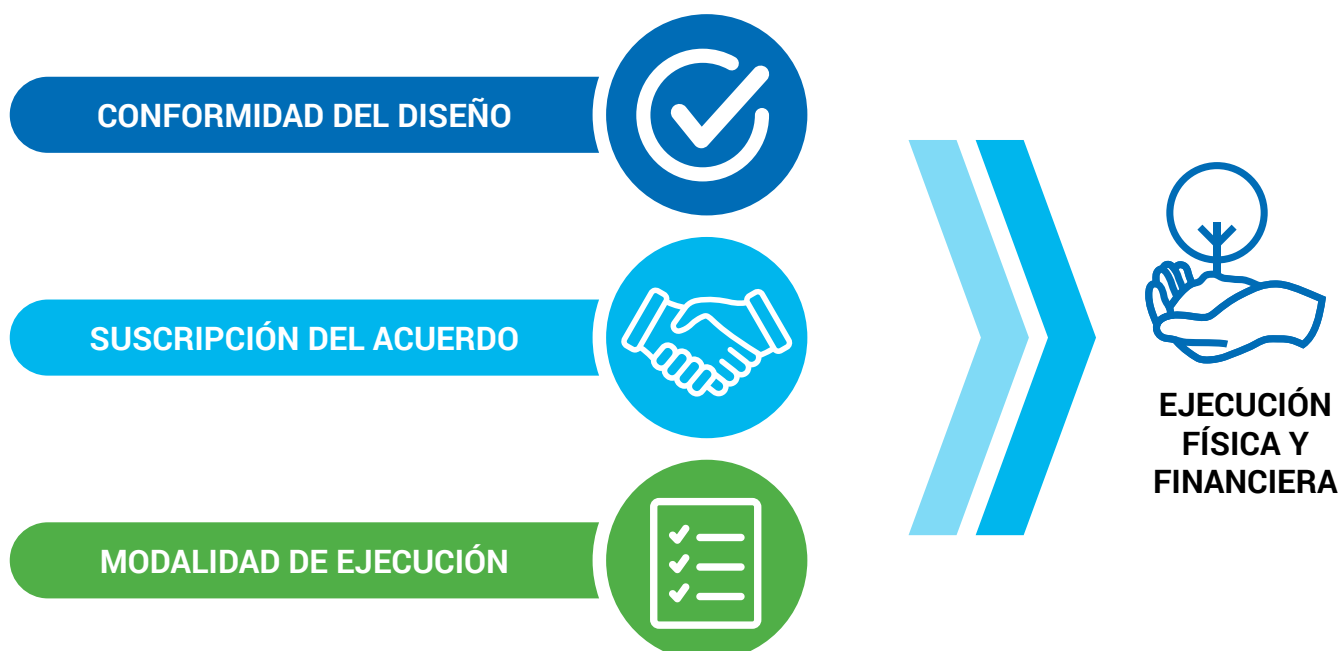 CONFORMIDAD DEL DISEÑO
SUSCRIPCIÓN DEL ACUERDO
MODALIDAD DE EJECUCIÓN
EJECUCIÓN
FÍSICA Y
FINANCIERA